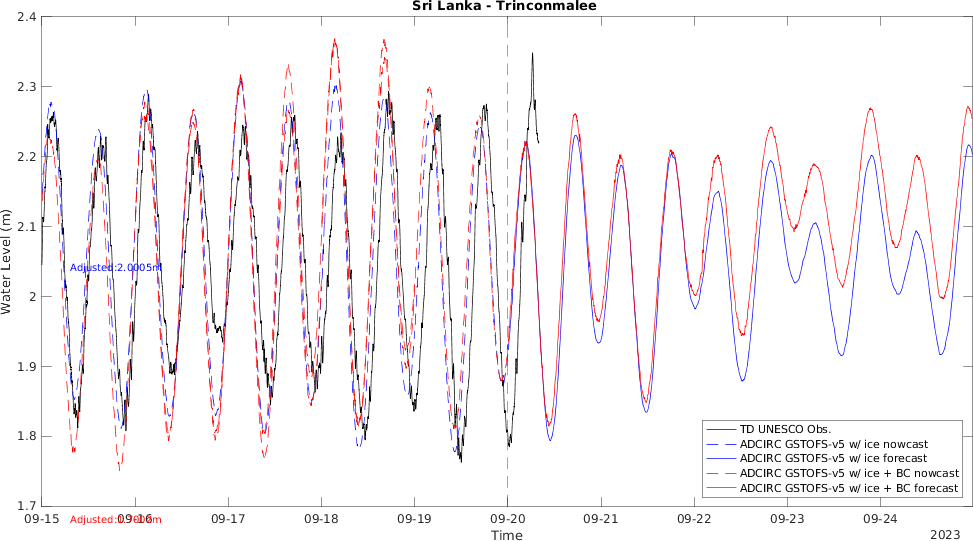 Sri Lanka - Trinconmalee
2.4
2.3
2.2
2.1
2
1.9
1.8
1.7
Water Level (m)
Adjusted:2.0005m
TD UNESCO Obs.
ADCIRC GSTOFS-v5 w/ ice nowcast
ADCIRC GSTOFS-v5 w/ ice forecast
ADCIRC GSTOFS-v5 w/ ice + BC nowcast
ADCIRC GSTOFS-v5 w/ ice + BC forecast
09-15 09-16 09-17 09-18 09-19 09-20 09-21 09-22 09-23 09-24
Time
2023